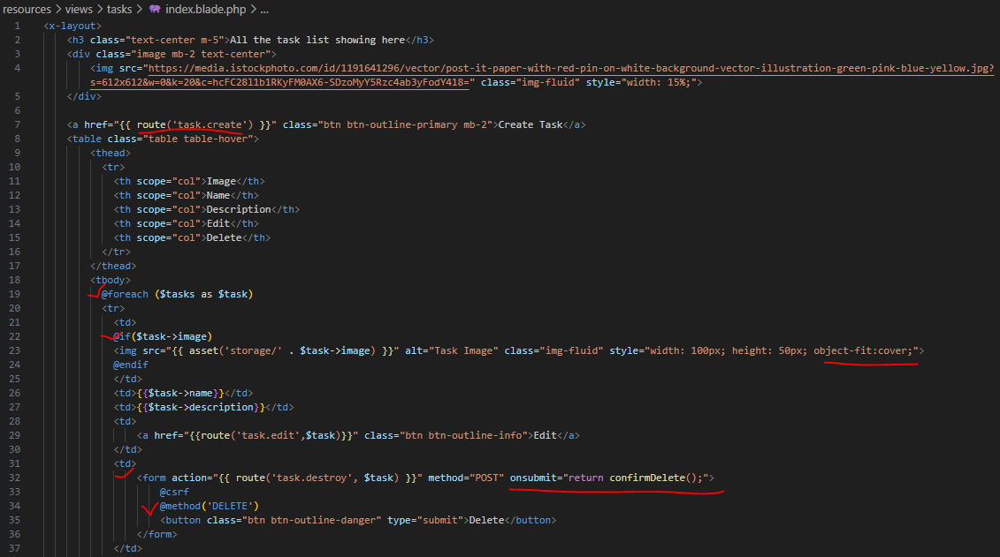 resources > views > tasks > index.blade.php > ...
1 <x-layout>
2 <h3 class="text-center m-5">All the task list showing here</h3>
3 <div class="image mb-2 text-center">
4 <img src="https://media.istockphoto.com/id/1191641296/vector/post-it-paper-with-red-pin-on-white-background-vector-illustration-green-pink-blue-yellow.jpg?
s=612x612&w=0&k=20&c=hcFC28l1b1RKyFM0AX6-SDzoMyY5Rzc4ab3yFodY418=" class="img-fluid" style="width: 15%;">
5 </div>
6
7 <a href="{{ route('task.create') }}" class="btn btn-outline-primary mb-2">Create Task</a>
8 <table class="table table-hover">
9 <thead>
10 <tr>
11 <th scope="col">Image</th>
12 <th scope="col">Name</th>
13 <th scope="col">Description</th>
14 <th scope="col">Edit</th>
15 <th scope="col">Delete</th>
16 </tr>
17 </thead>
18 <tbody>
19 @foreach ($tasks as $task)
20 <tr>
21 <td>
22 @if($task->image)
23 <img src="{{ asset('storage/' . $task->image) }}" alt="Task Image" class="img-fluid" style="width: 100px; height: 50px; object-fit:cover;">
24 @endif
25 </td>
26 <td>{{$task->name}}</td>
27 <td>{{$task->description}}</td>
28 <td>
29 <a href="{{route('task.edit',$task)}}" class="btn btn-outline-info">Edit</a>
30 </td>
31 <td>
32 <form action="{{ route('task.destroy', $task) }}" method="POST" onsubmit="return confirmDelete();">
33 @csrf
34 @method('DELETE')
35 <button class="btn btn-outline-danger" type="submit">Delete</button>
36 </form>
37 </td>